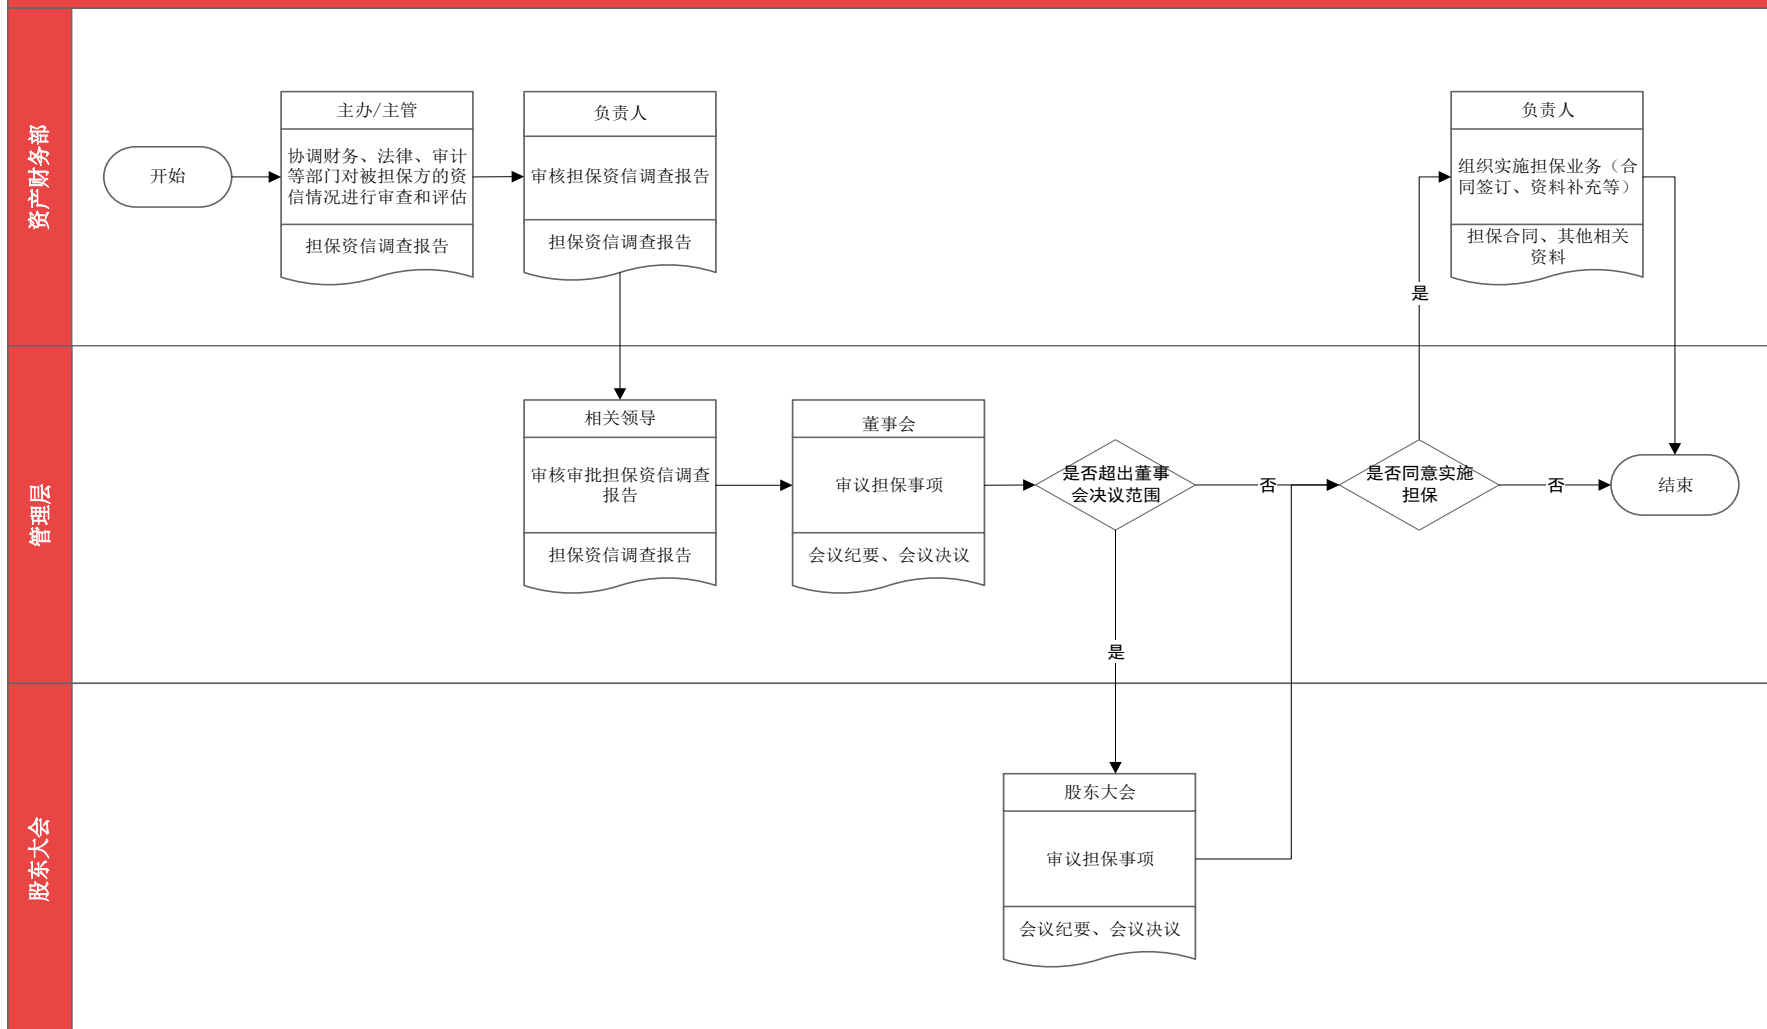 资产财务部
开始
主办/主管
协调财务、法律、审计
等部门对被担保方的资
信情况进行审查和评估
担保资信调查报告
负责人
审核担保资信调查报告
担保资信调查报告
负责人
组织实施担保业务（合
同签订、资料补充等）
担保合同、其他相关
资料
是
管理层
相关领导
审核审批担保资信调查
报告
担保资信调查报告
董事会
审议担保事项
会议纪要、会议决议
是否超出董事
会决议范围
否
是否同意实施
担保
否
结束
是
股东大会
股东大会
审议担保事项
会议纪要、会议决议